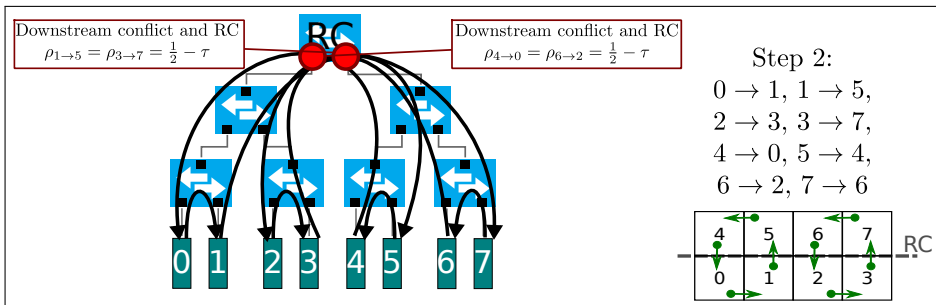 Downstream conflict and RC
ρ1→5 = ρ3→7 = 1/2 − τ
RC
Downstream conflict and RC
ρ4→0 = ρ6→2 = 1/2 − τ
Step 2:
0 → 1, 1 → 5,
2 → 3, 3 → 7,
4 → 0, 5 → 4,
6 → 2, 7 → 6
4 5 6 7
RC
0 1 2 3
0 1 2 3 4 5 6 7